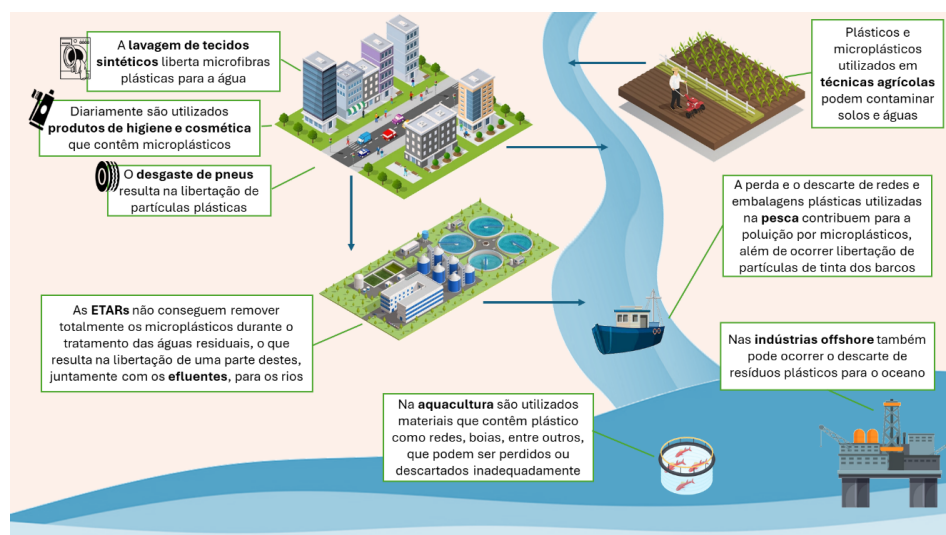 A lavagem de tecidos
sintéticos liberta microfibras
plásticas para a água
Diariamente são utilizados
produtos de higiene e cosmética
que contêm microplásticos
O desgaste de pneus
resulta na libertação de
partículas plásticas
Plásticos e
microplásticos
utilizados em
técnicas agrícolas
podem contaminar
solos e águas
A perda e o descarte de redes e
embalagens plásticas utilizadas
na pesca contribuem para a
poluição por microplásticos,
além de ocorrer libertação de
partículas de tinta dos barcos
As ETARs não conseguem remover
totalmente os microplásticos durante o
tratamento das águas residuais, o que
resulta na libertação de uma parte destes,
juntamente com os efluentes, para os rios
Nas indústrias offshore também
pode ocorrer o descarte de
resíduos plásticos para o oceano
Na aquacultura são utilizados
materiais que contêm plástico
como redes, boias, entre outros,
que podem ser perdidos ou
descartados inadequadamente